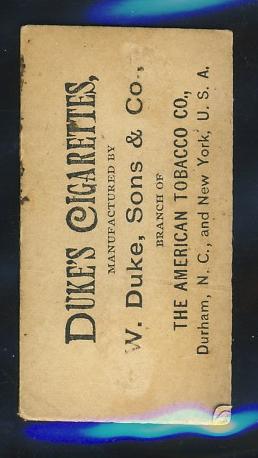 DUKE'S CIGARETTES,
MANUFACTURED BY
W. Duke, Sons & Co.,
BRANCH OF
THE AMERICAN TOBACCO CO.,
Durham, N. C., and New York, U. S. A.